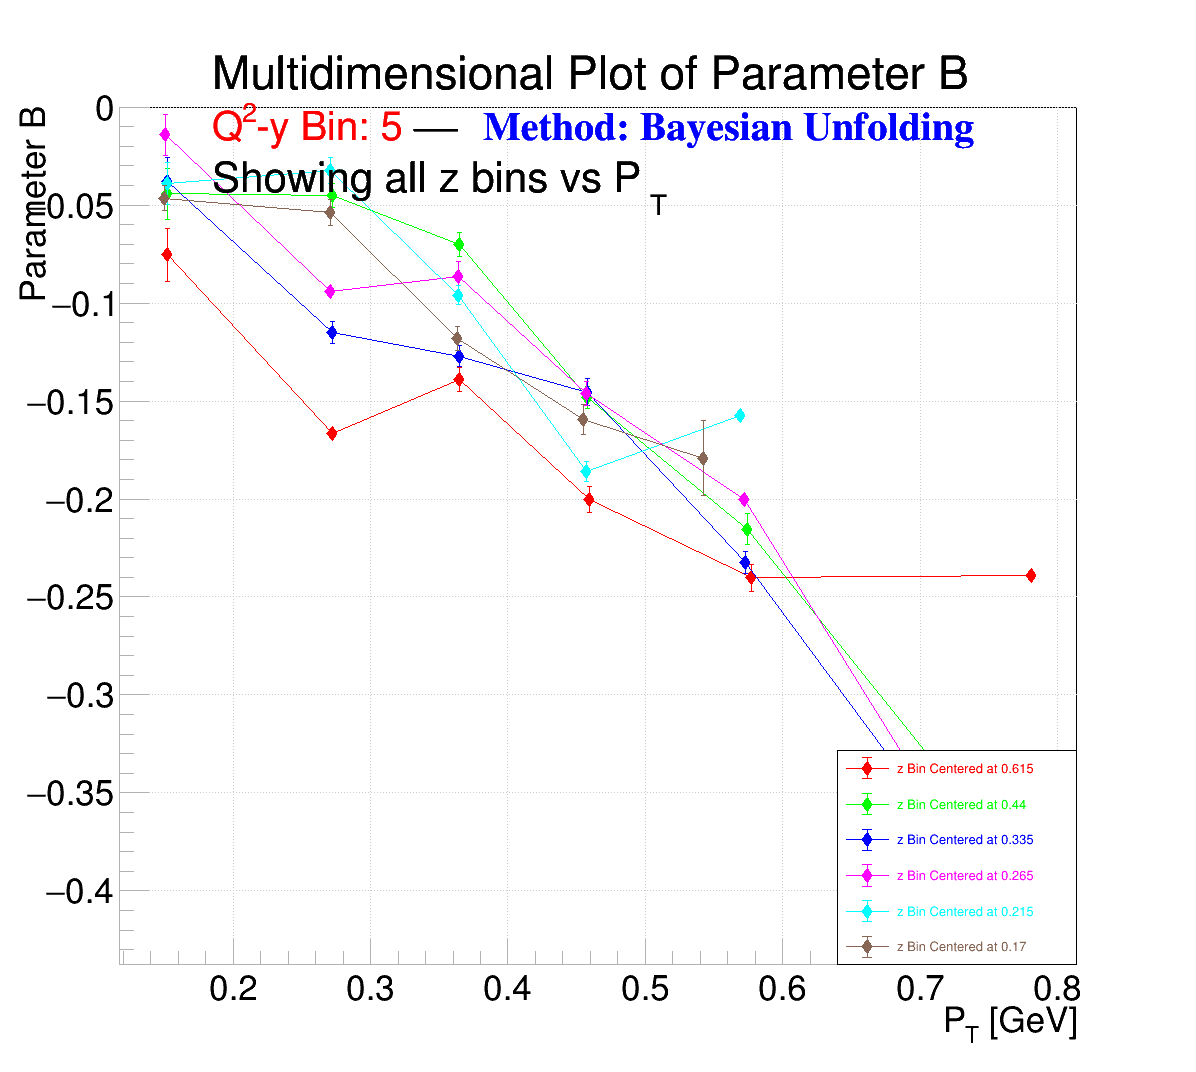 Multidimensional Plot of Parameter B
Q²-y Bin: 5 — Method: Bayesian Unfolding
Showing all z bins vs P_T
Parameter B
0
−0.05
−0.1
−0.15
−0.2
−0.25
−0.3
−0.35
−0.4
z Bin Centered at 0.615
z Bin Centered at 0.44
z Bin Centered at 0.335
z Bin Centered at 0.265
z Bin Centered at 0.215
z Bin Centered at 0.17
0.2 0.3 0.4 0.5 0.6 0.7 0.8
P_T [GeV]